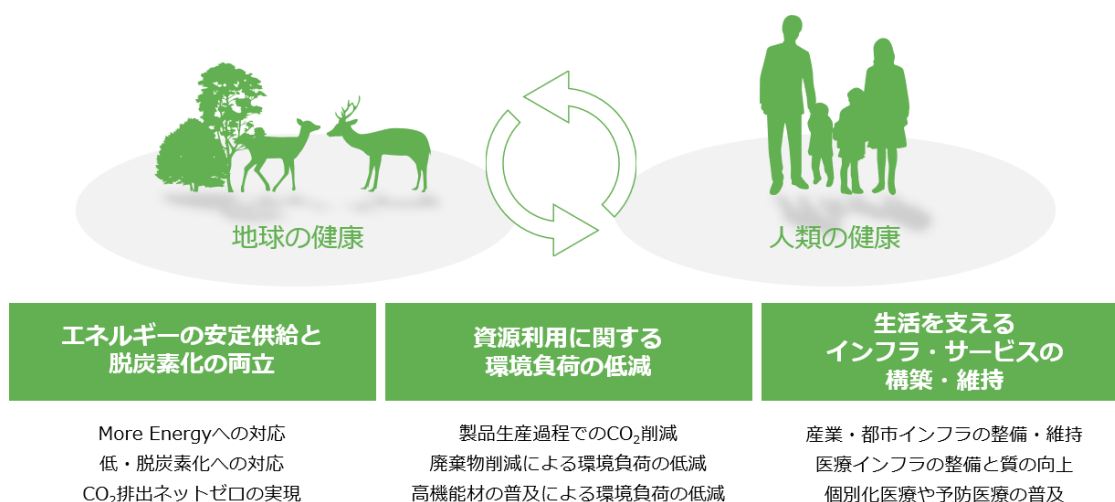 地球の健康
人類の健康
エネルギーの安定供給と
脱炭素化の両立
More Energyへの対応
低・脱炭素化への対応
CO₂排出ネットゼロの実現
資源利用に関する
環境負荷の低減
製品生産過程でのCO₂削減
廃棄物削減による環境負荷の低減
高機能材の普及による環境負荷の低減
生活を支える
インフラ・サービスの
構築・維持
産業・都市インフラの整備・維持
医療インフラの整備と質の向上
個別化医療や予防医療の普及